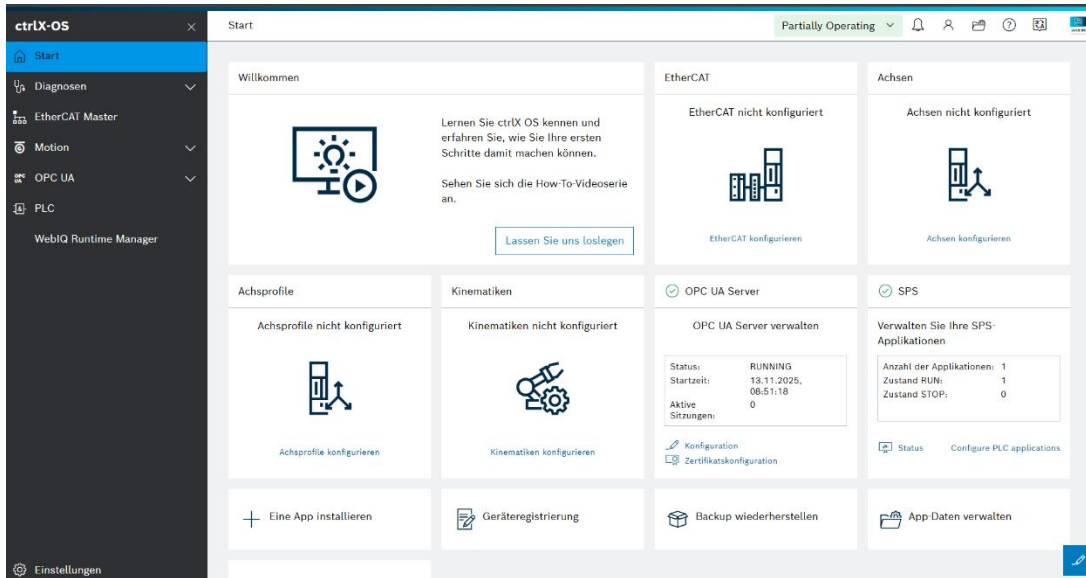 ctrlX-OS
Start
Diagnosen
EtherCAT Master
Motion
OPC UA
PLC
WebIQ Runtime Manager
Einstellungen
Start
Partially Operating
Willkommen
Lernen Sie ctrlX OS kennen und
erfahren Sie, wie Sie Ihre ersten
Schritte damit machen können.
Sehen Sie sich die How-To-Videoserie
an.
Lassen Sie uns loslegen
EtherCAT
EtherCAT nicht konfiguriert
EtherCAT konfigurieren
Achsen
Achsen nicht konfiguriert
Achsen konfigurieren
Achsprofile
Achsprofile nicht konfiguriert
Achsprofile konfigurieren
Kinematiken
Kinematiken nicht konfiguriert
Kinematiken konfigurieren
OPC UA Server
OPC UA Server verwalten
Status: RUNNING
Startzeit: 13.11.2025,
08:51:18
Aktive 0
Sitzungen:
Konfiguration
Zertifikatskonfiguration
SPS
Verwalten Sie Ihre SPS-
Applikationen
Anzahl der Applikationen: 1
Zustand RUN: 1
Zustand STOP: 0
Status Configure PLC applications
Eine App installieren
Geräteregistrierung
Backup wiederherstellen
App-Daten verwalten